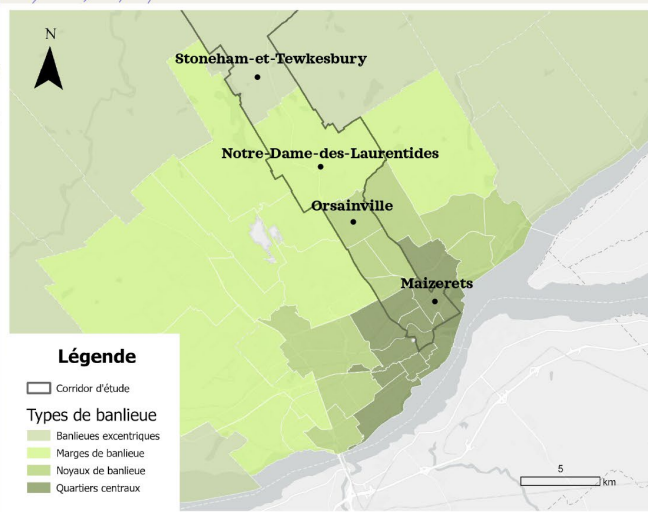 N
Stoneham-et-Tewkesbury
Notre-Dame-des-Laurentides
Orsainville
Maizerets
Légende
Corridor d'étude
Types de banlieue
Banlieues excentriques
Marges de banlieue
Noyaux de banlieue
Quartiers centraux
5
km